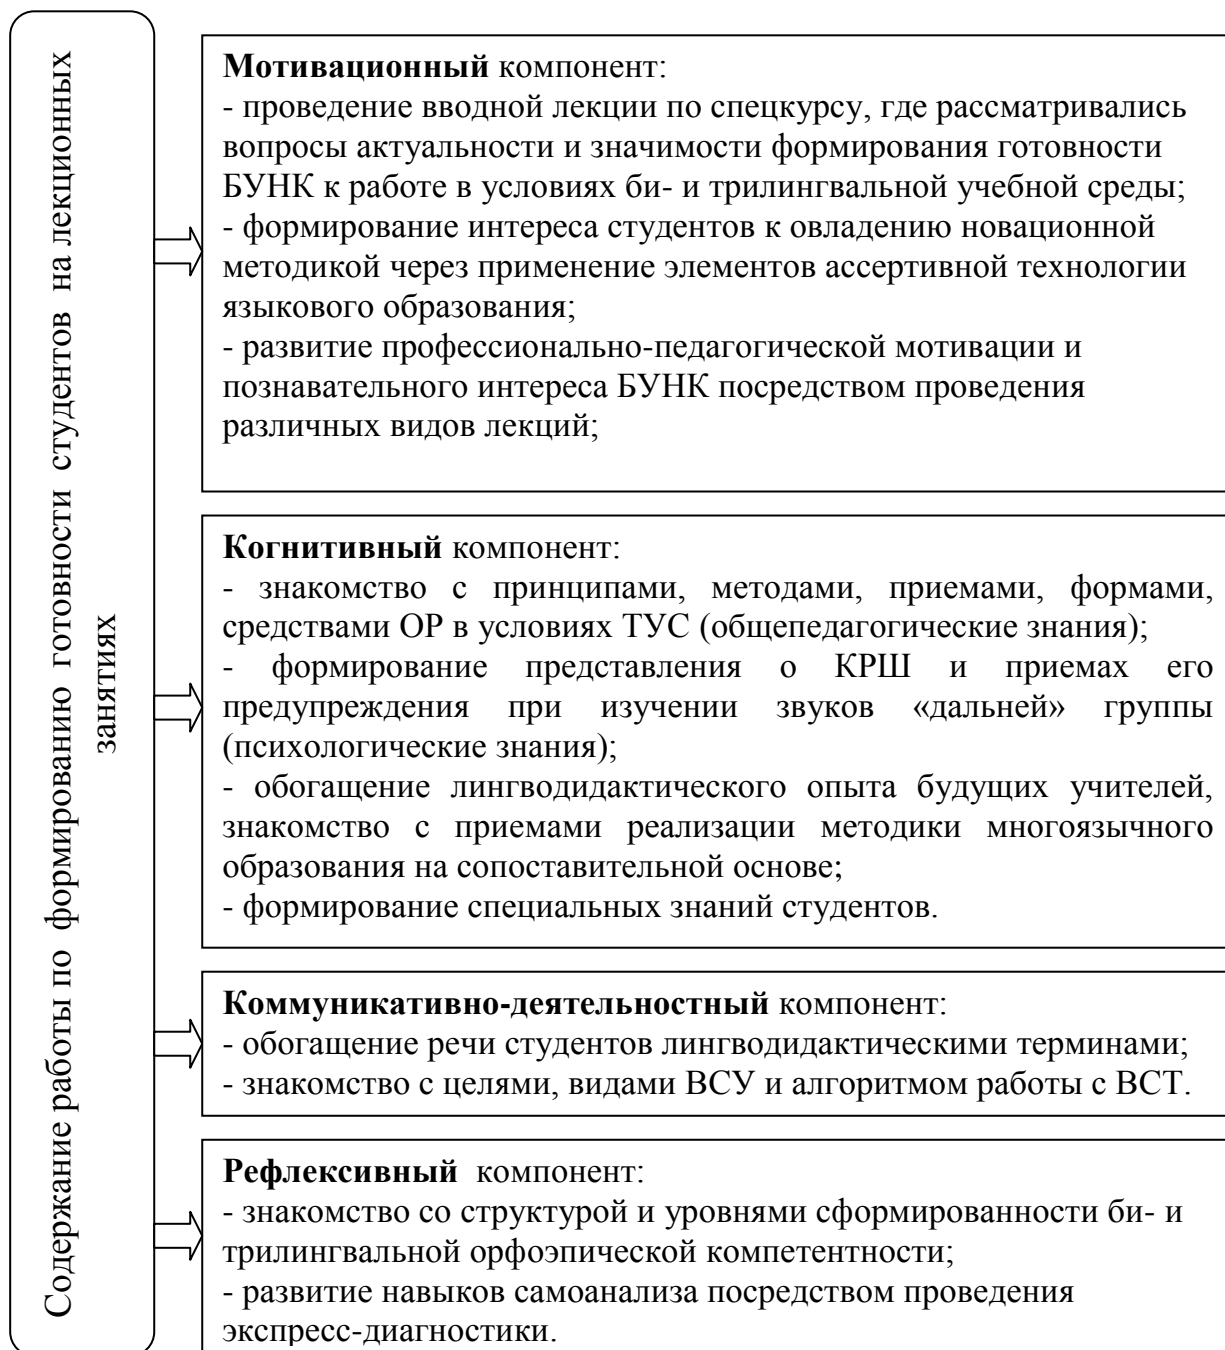 Содержание работы по формированию готовности студентов на лекционных
занятиях
Мотивационный компонент:
- проведение вводной лекции по спецкурсу, где рассматривались
вопросы актуальности и значимости формирования готовности
БУНК к работе в условиях би- и трилингвальной учебной среды;
- формирование интереса студентов к овладению новационной
методикой через применение элементов ассертивной технологии
языкового образования;
- развитие профессионально-педагогической мотивации и
познавательного интереса БУНК посредством проведения
различных видов лекций;
Когнитивный компонент:
- знакомство с принципами, методами, приемами, формами,
средствами ОР в условиях ТУС (общепедагогические знания);
- формирование представления о КРШ и приемах его
предупреждения при изучении звуков «дальней» группы
(психологические знания);
- обогащение лингводидактического опыта будущих учителей,
знакомство с приемами реализации методики многоязычного
образования на сопоставительной основе;
- формирование специальных знаний студентов.
Коммуникативно-деятельностный компонент:
- обогащение речи студентов лингводидактическими терминами;
- знакомство с целями, видами ВСУ и алгоритмом работы с ВСТ.
Рефлексивный компонент:
- знакомство со структурой и уровнями сформированности би- и
трилингвальной орфоэпической компетентности;
- развитие навыков самоанализа посредством проведения
экспресс-диагностики.